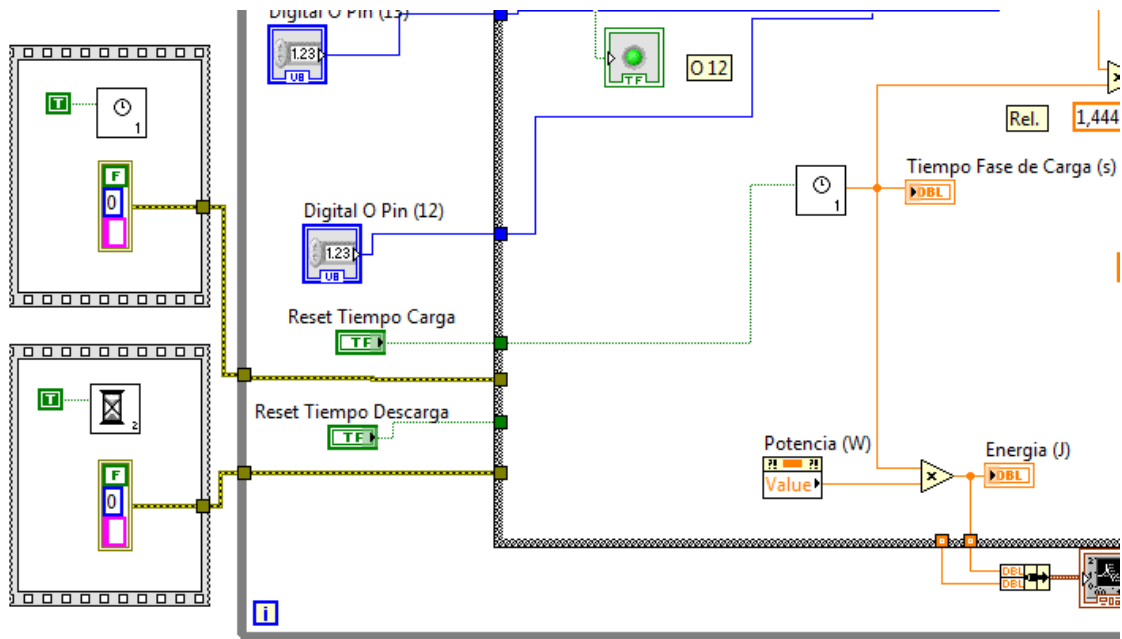 Digital O Pin (13)
1.23
U8
TF
O 12
T
1
F
0
Rel.
1,444
Tiempo Fase de Carga (s)
1
DBL
Digital O Pin (12)
1.23
U8
Reset Tiempo Carga
TF
T
2
Reset Tiempo Descarga
TF
F
0
Potencia (W)
?! ?!
Value
Energia (J)
DBL
DBL
DBL
i